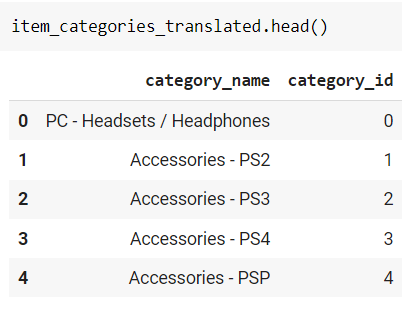 item_categories_translated.head()
category_name category_id
0 PC - Headsets / Headphones 0
1 Accessories - PS2 1
2 Accessories - PS3 2
3 Accessories - PS4 3
4 Accessories - PSP 4